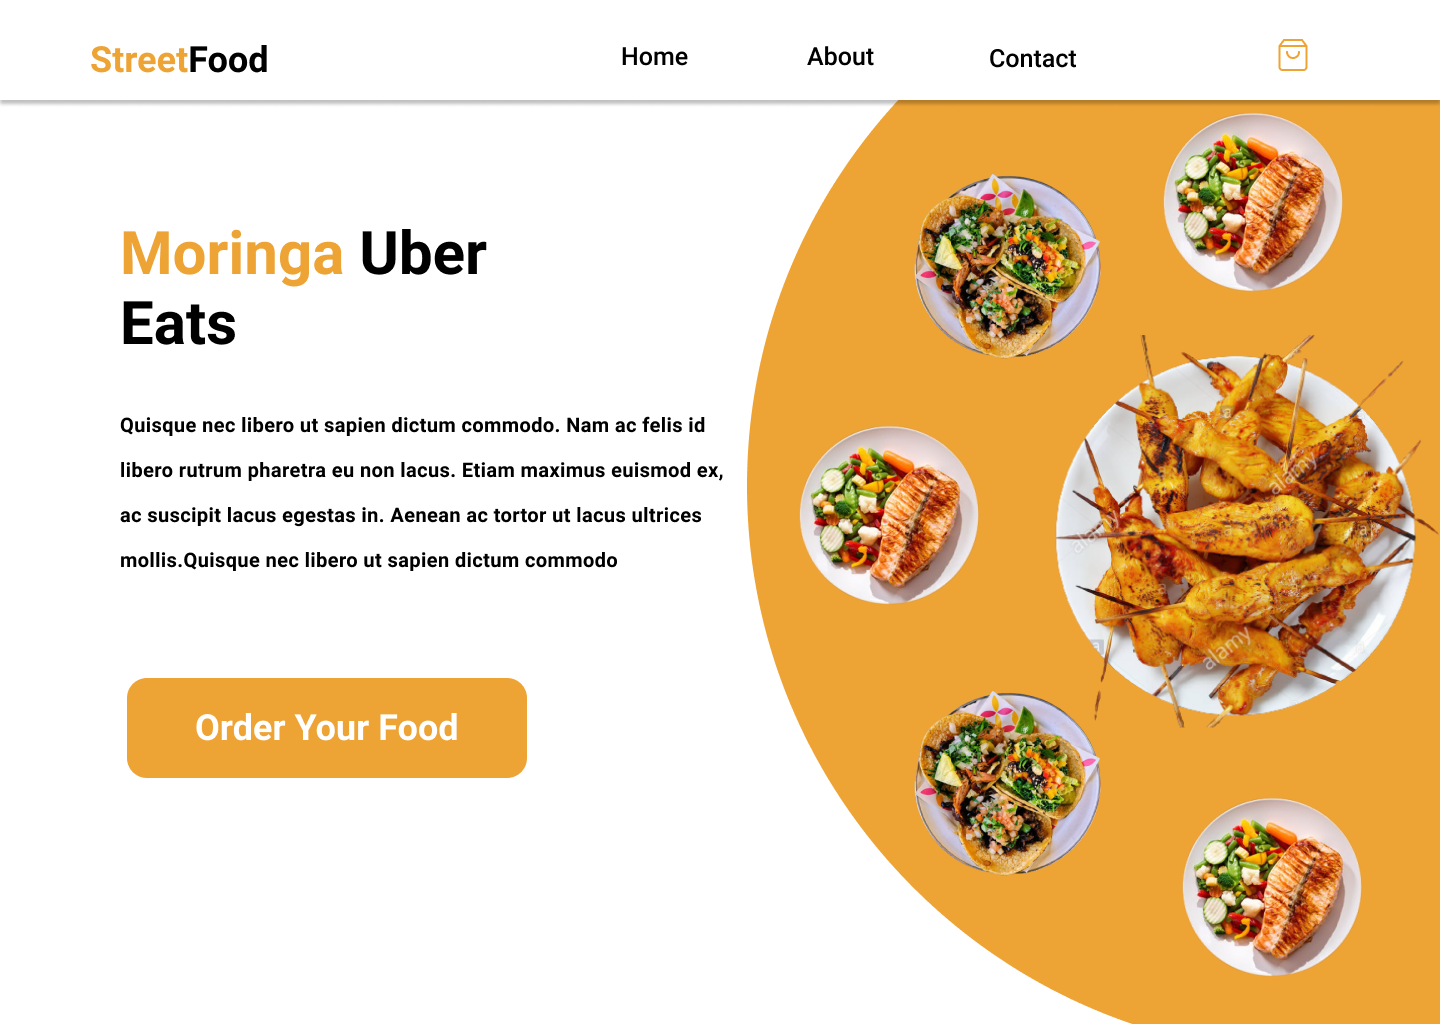 StreetFood
Home
About
Contact
Moringa Uber
Eats
Quisque nec libero ut sapien dictum commodo. Nam ac felis id
libero rutrum pharetra eu non lacus. Etiam maximus euismod ex,
ac suscipit lacus egestas in. Aenean ac tortor ut lacus ultrices
mollis.Quisque nec libero ut sapien dictum commodo
Order Your Food
alamy
alamy
alamy
a
a
a